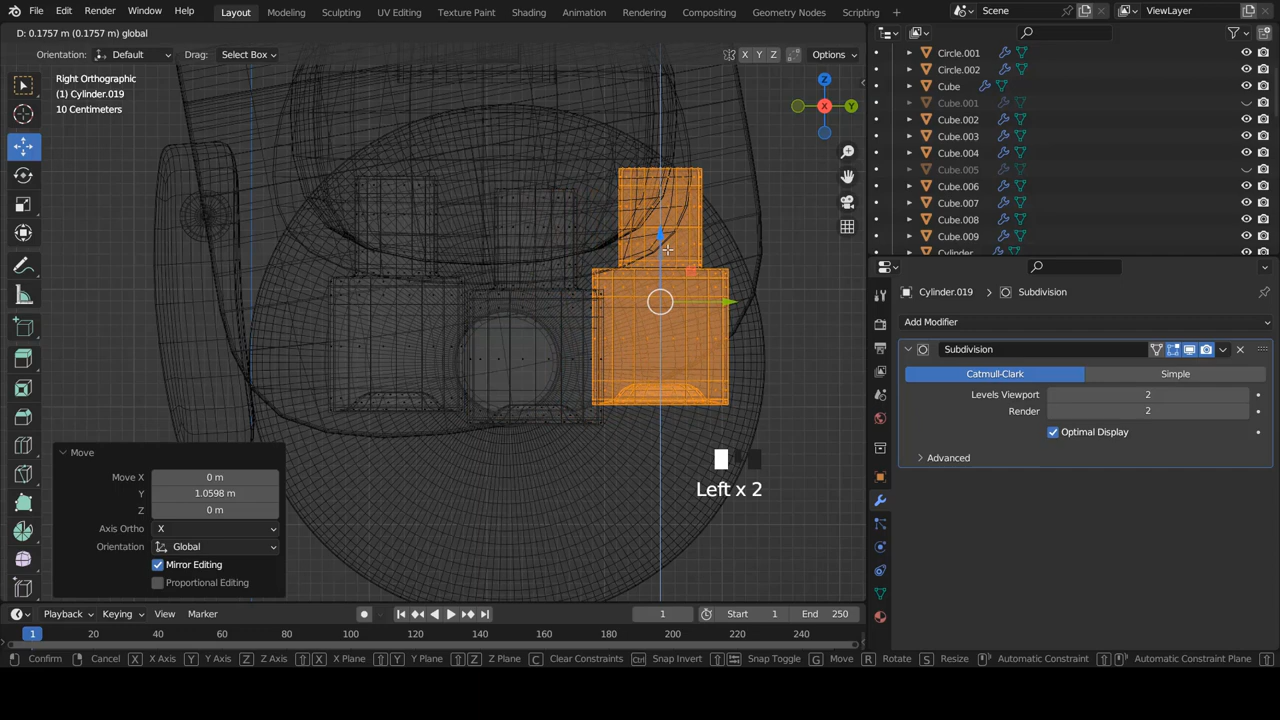 File Edit Render Window Help Layout Modeling Sculpting UV Editing Texture Paint Shading Animation Rendering Compositing Geometry Nodes Scripting Scene ViewLayer
D: 0.1757 m (0.1757 m) global
Orientation: Default Drag: Select Box X Y Z Options
Right Orthographic
(1) Cylinder.019
10 Centimeters
Z
X
Y
Circle.001
Circle.002
Cube
Cube.001
Cube.002
Cube.003
Cube.004
Cube.005
Cube.006
Cube.007
Cube.008
Cube.009
Cylinder
Cylinder.019 Subdivision
Add Modifier
Subdivision
Catmull-Clark Simple
Levels Viewport 2
Render 2
Optimal Display
Advanced
Move
Move X 0 m
Y 1.0598 m
Z 0 m
Axis Ortho X
Orientation Global
Mirror Editing
Proportional Editing
Left x 2
Playback Keying View Marker 1 Start 1 End 250
1 20 40 60 80 100 120 140 160 180 200 220 240
Confirm Cancel X X Axis Y Y Axis Z Z Axis X X Plane Y Y Plane Z Z Plane C Clear Constraints Ctrl Snap Invert Snap Toggle G Move R Rotate S Resize Automatic Constraint Automatic Constraint Plane